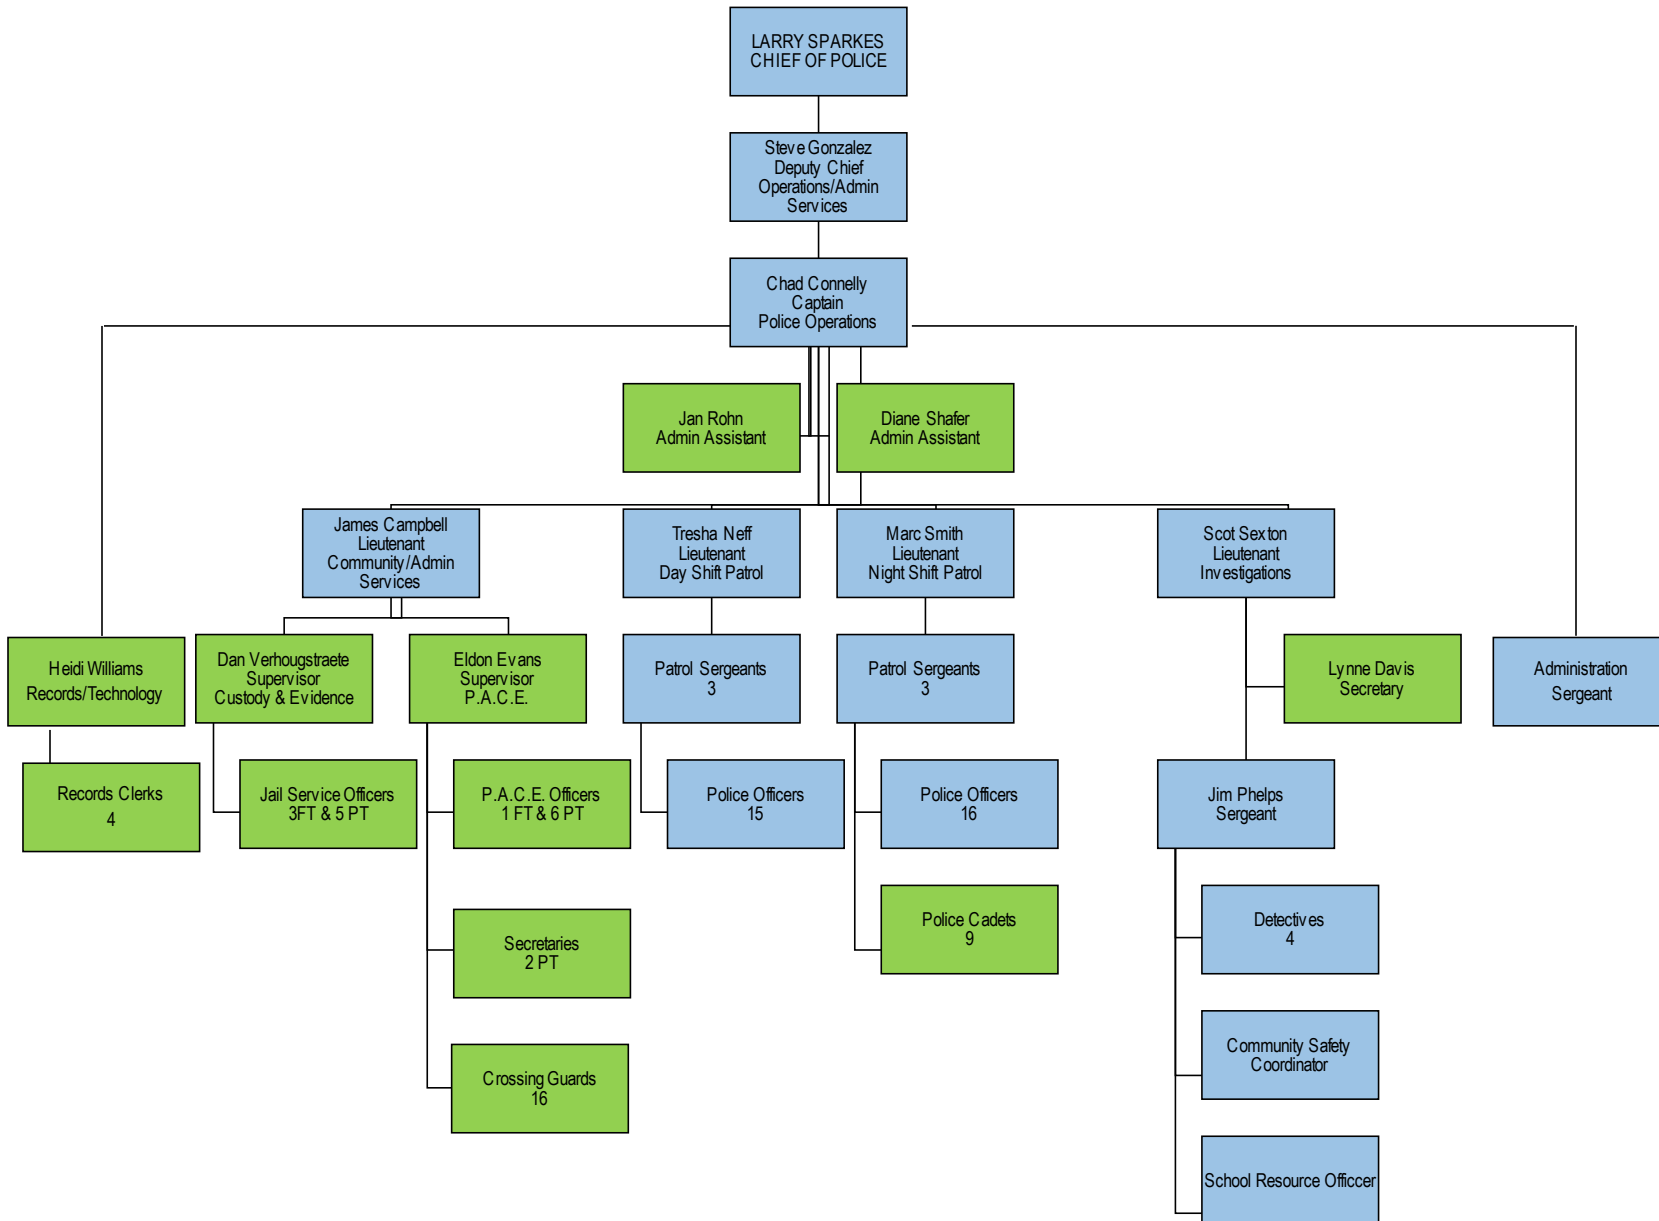 LARRY SPARKES
CHIEF OF POLICE
Steve Gonzalez
Deputy Chief
Operations/Admin
Services
Chad Connelly
Captain
Police Operations
Jan Rohn
Admin Assistant
Diane Shafer
Admin Assistant
James Campbell
Lieutenant
Community/Admin
Services
Tresha Neff
Lieutenant
Day Shift Patrol
Marc Smith
Lieutenant
Night Shift Patrol
Scot Sexton
Lieutenant
Investigations
Heidi Williams
Records/Technology
Dan Verhougstraete
Supervisor
Custody & Evidence
Eldon Evans
Supervisor
P.A.C.E.
Patrol Sergeants
3
Patrol Sergeants
3
Lynne Davis
Secretary
Administration
Sergeant
Records Clerks
4
Jail Service Officers
3FT & 5 PT
P.A.C.E. Officers
1 FT & 6 PT
Police Officers
15
Police Officers
16
Jim Phelps
Sergeant
Secretaries
2 PT
Police Cadets
9
Detectives
4
Crossing Guards
16
Community Safety
Coordinator
School Resource Officcer